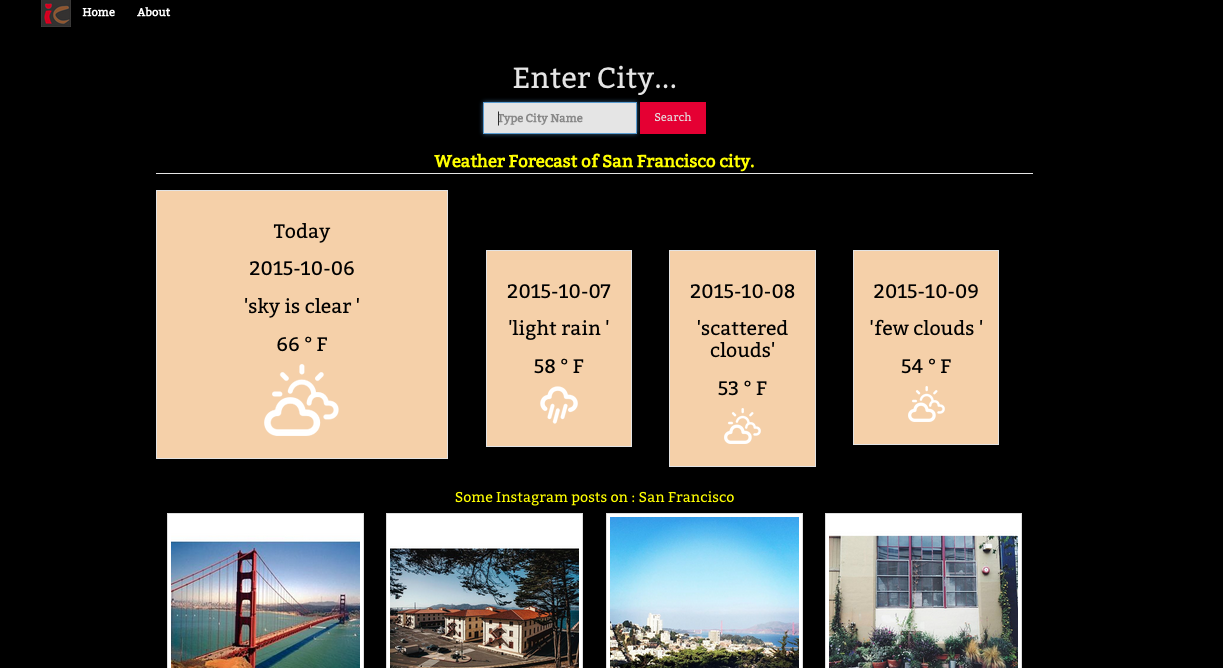 iC
Home
About
Enter City...
Type City Name
Search
Weather Forecast of San Francisco city.
Today
2015-10-06
'sky is clear '
66 ° F
2015-10-07
'light rain '
58 ° F
2015-10-08
'scattered
clouds'
53 ° F
2015-10-09
'few clouds '
54 ° F
Some Instagram posts on : San Francisco